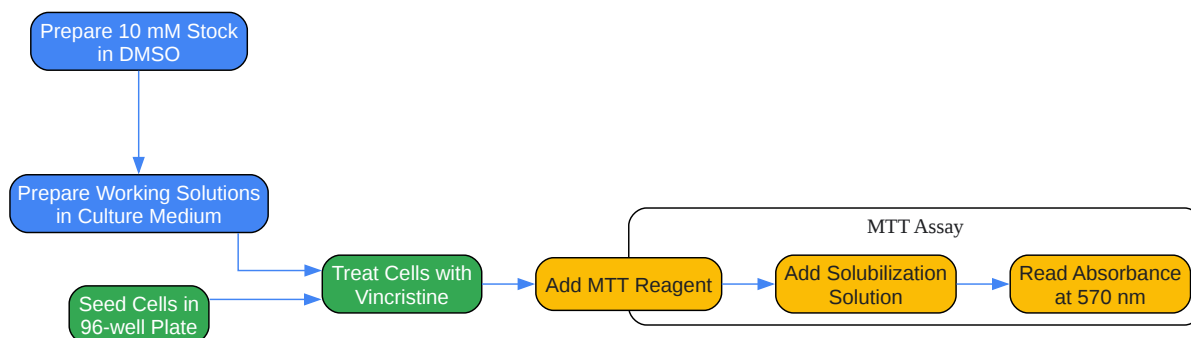 Prepare 10 mM Stock
in DMSO
Prepare Working Solutions
in Culture Medium
Seed Cells in
96-well Plate
Treat Cells with
Vincristine
MTT Assay
Add MTT Reagent
Add Solubilization
Solution
Read Absorbance
at 570 nm